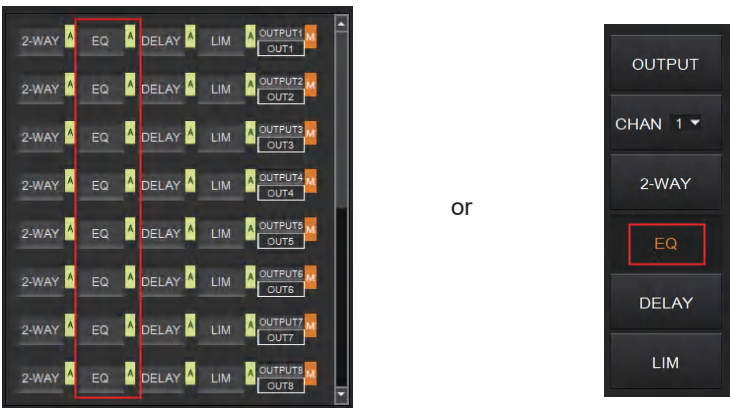 2-WAY A EQ A DELAY A LIM A OUTPUT1 M
OUT1
2-WAY A EQ A DELAY A LIM A OUTPUT2 M
OUT2
2-WAY A EQ A DELAY A LIM A OUTPUT3 M
OUT3
2-WAY A EQ A DELAY A LIM A OUTPUT4 M
OUT4
2-WAY A EQ A DELAY A LIM A OUTPUT5 M
OUT5
2-WAY A EQ A DELAY A LIM A OUTPUT6 M
OUT6
2-WAY A EQ A DELAY A LIM A OUTPUT7 M
OUT7
2-WAY A EQ A DELAY A LIM A OUTPUT8 M
OUT8
or
OUTPUT
CHAN 1
2-WAY
EQ
DELAY
LIM